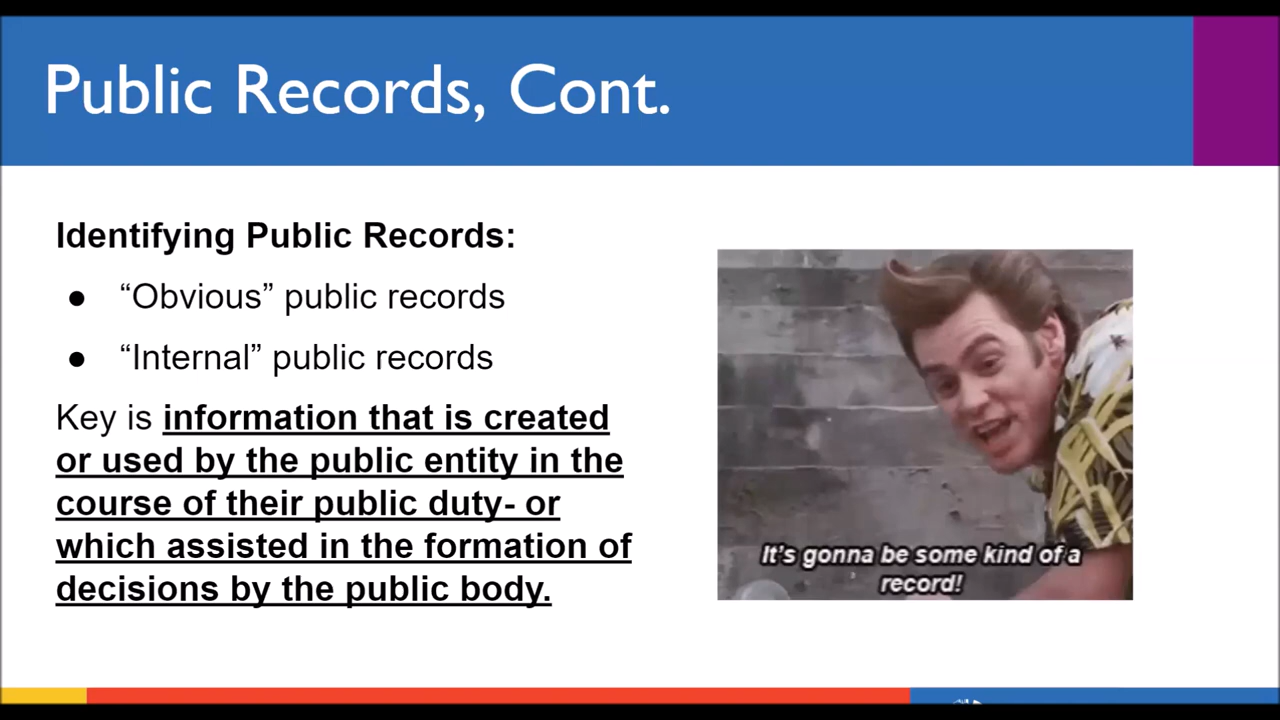 Public Records, Cont.
Identifying Public Records:
● “Obvious” public records
● “Internal” public records
Key is information that is created
or used by the public entity in the
course of their public duty- or
which assisted in the formation of
decisions by the public body.
It's gonna be some kind of a
record!